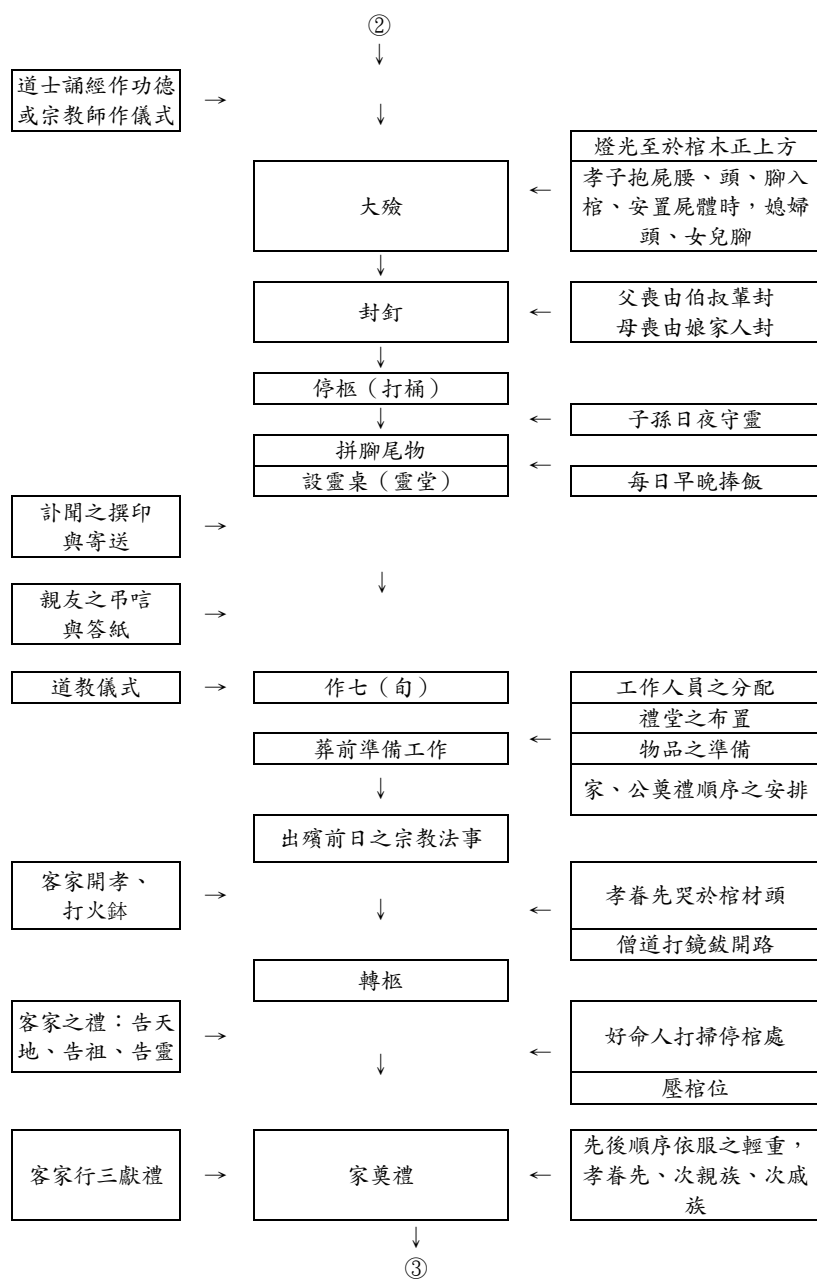 ②
↓
道士誦經作功德
或宗教師作儀式
→
↓
燈光至於棺木正上方
大殮
←
孝子抱屍腰、頭、腳入
棺、安置屍體時，媳婦
頭、女兒腳
↓
封釘
←
父喪由伯叔輩封
母喪由娘家人封
↓
停柩（打桶）
↓
←
子孫日夜守靈
拼腳尾物
←
設靈桌（靈堂）
每日早晚捧飯
訃聞之撰印
與寄送
→
↓
親友之弔唁
與答紙
→
道教儀式
→
作七（旬）
工作人員之分配
禮堂之布置
葬前準備工作
←
物品之準備
↓
家、公奠禮順序之安排
出殯前日之宗教法事
客家開孝、
打火鉢
→
↓
←
孝眷先哭於棺材頭
僧道打鏡鈸開路
轉柩
客家之禮：告天
地、告祖、告靈
→
↓
←
好命人打掃停棺處
壓棺位
客家行三獻禮
→
家奠禮
←
先後順序依服之輕重，
孝眷先、次親族、次戚
族
↓
③